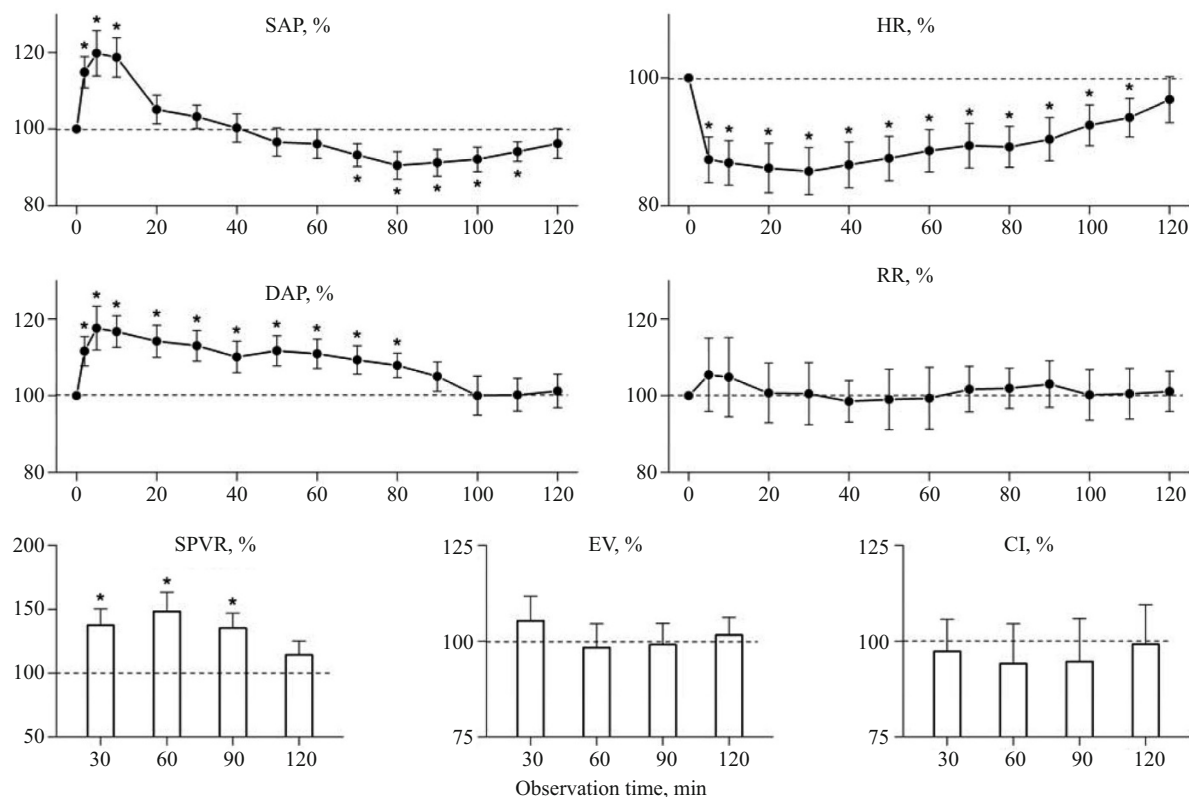 SAP, %
120
* * *
100
* * * * *
80
0 20 40 60 80 100 120
HR, %
100
* * * * * * * * * * * *
80
0 20 40 60 80 100 120
DAP, %
120
* * * * * * * * * * *
100
80
0 20 40 60 80 100 120
RR, %
120
100
80
0 20 40 60 80 100 120
SPVR, %
200
150
* * *
100
50
30 60 90 120
EV, %
125
100
75
30 60 90 120
CI, %
125
100
75
30 60 90 120
Observation time, min